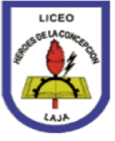 LICEO
HEROES DE LA CONCEPCION
LAJA